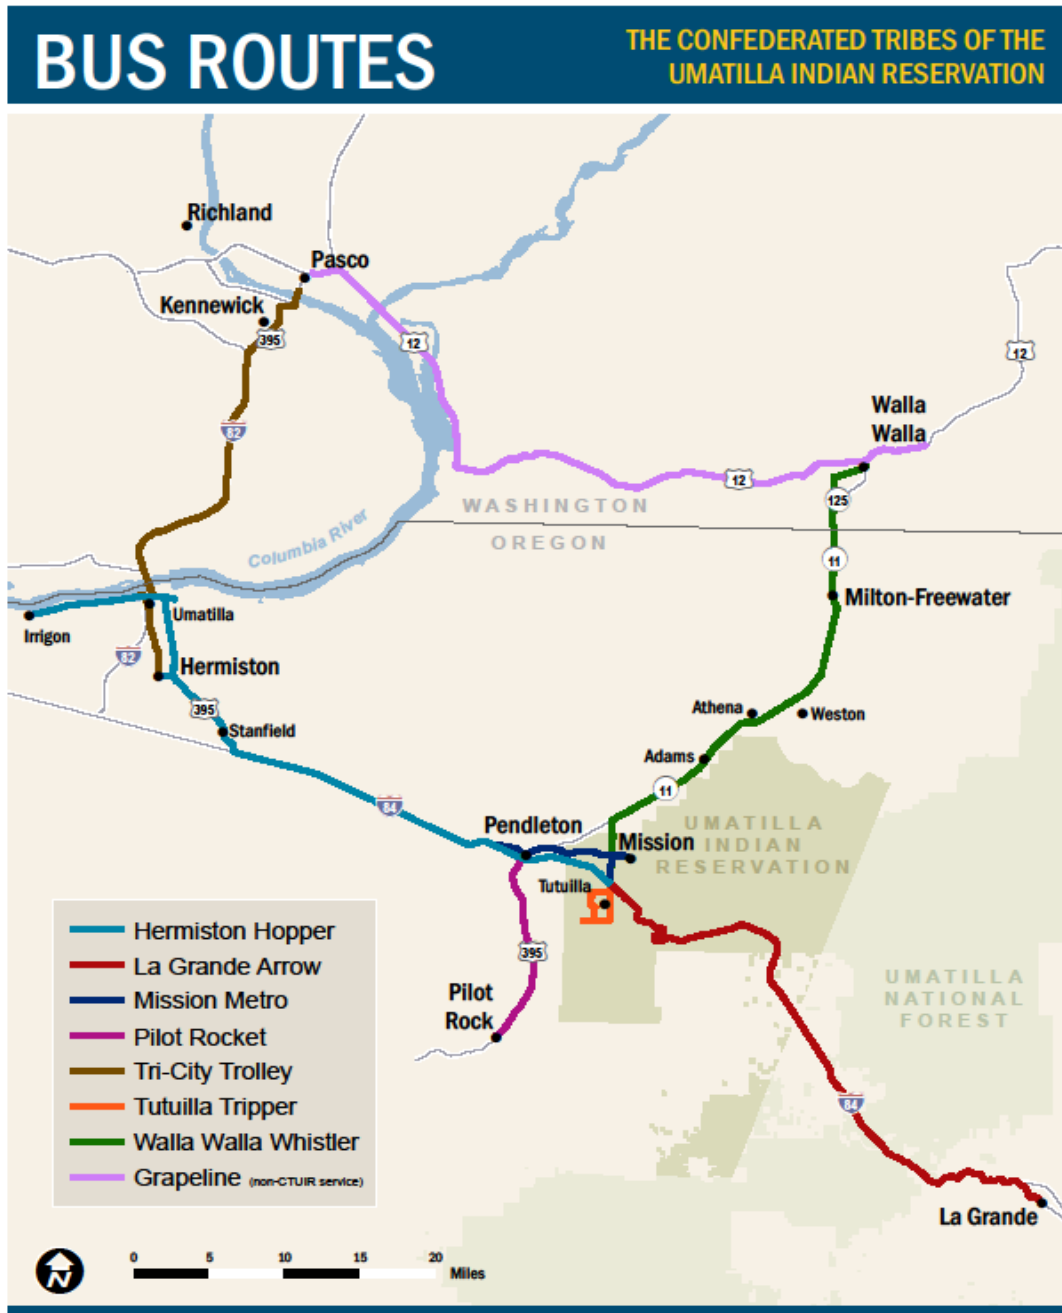 BUS ROUTES
THE CONFEDERATED TRIBES OF THE
UMATILLA INDIAN RESERVATION
Richland
Pasco
Kennewick
395
12
12
82
Walla
Walla
12
125
WASHINGTON
OREGON
Columbia River
11
Milton-Freewater
Umatilla
Irrigon
82
Hermiston
395
Stanfield
Athena
Weston
Adams
11
84
Pendleton
Mission
UMATILLA
INDIAN
RESERVATION
Tutuilla
395
Pilot
Rock
UMATILLA
NATIONAL
FOREST
84
La Grande
Hermiston Hopper
La Grande Arrow
Mission Metro
Pilot Rocket
Tri-City Trolley
Tutuilla Tripper
Walla Walla Whistler
Grapeline (non-CTUIR service)
N
0 5 10 15 20
Miles